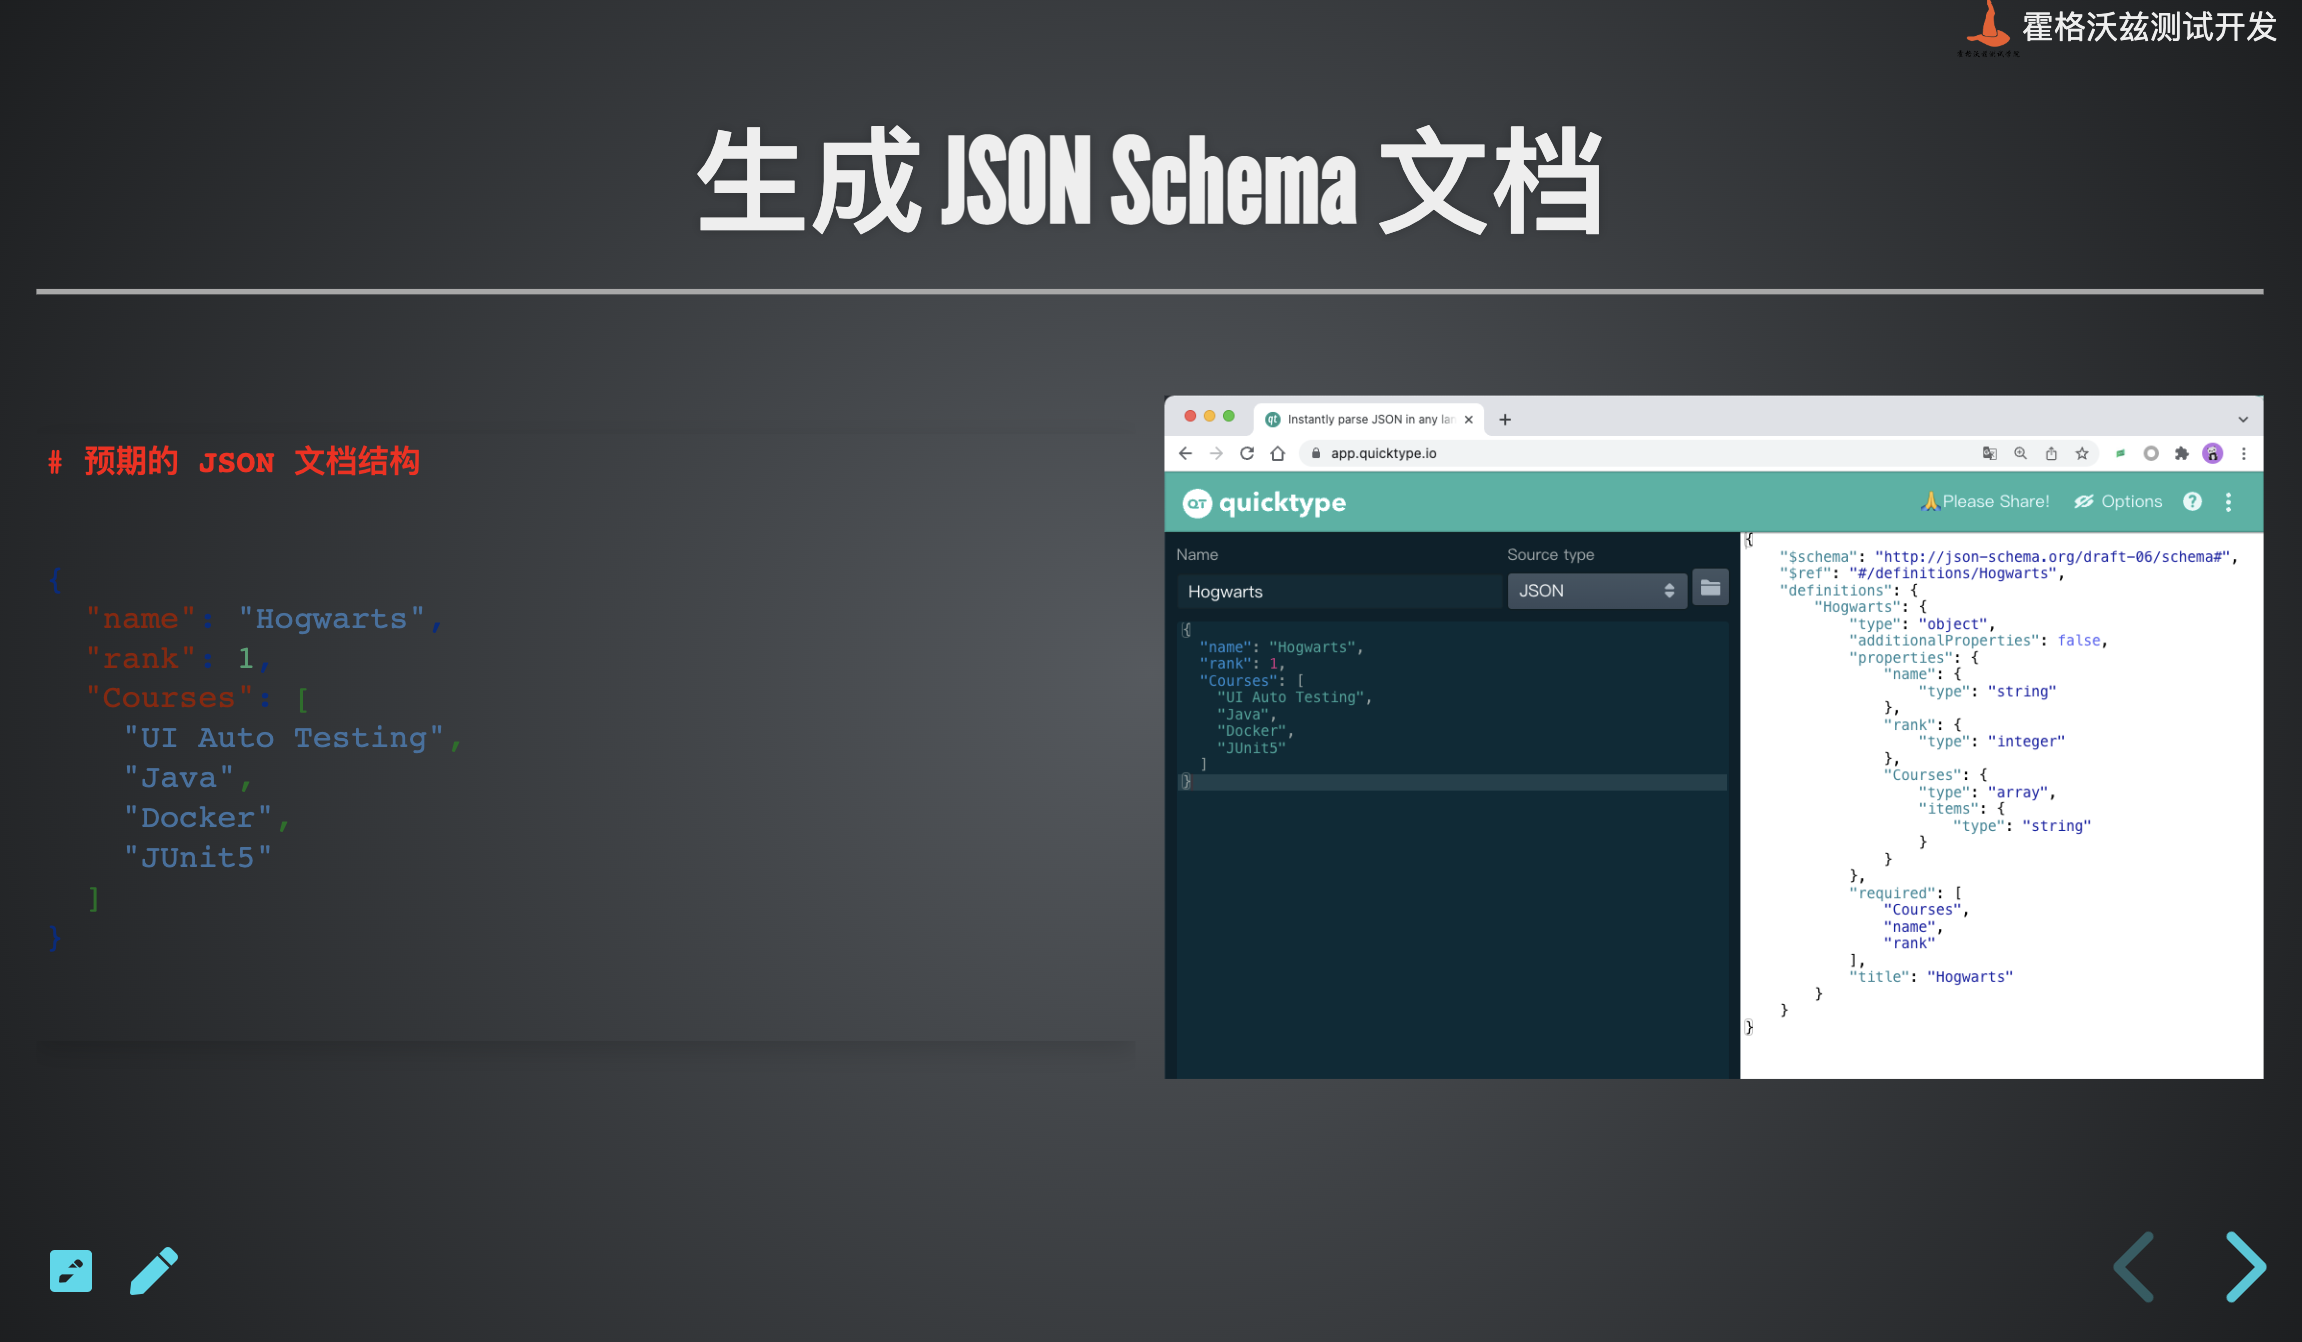 霍格沃兹测试开发
生成 JSON Schema 文档
# 预期的 JSON 文档结构
{
  "name": "Hogwarts",
  "rank": 1,
  "Courses": [
    "UI Auto Testing",
    "Java",
    "Docker",
    "JUnit5"
  ]
}
Instantly parse JSON in any lan
app.quicktype.io
QT quicktype
🙏Please Share! Options ?
Name
Source type
Hogwarts
JSON
{
  "name": "Hogwarts",
  "rank": 1,
  "Courses": [
    "UI Auto Testing",
    "Java",
    "Docker",
    "JUnit5"
  ]
}
{
    "$schema": "http://json-schema.org/draft-06/schema#",
    "$ref": "#/definitions/Hogwarts",
    "definitions": {
        "Hogwarts": {
            "type": "object",
            "additionalProperties": false,
            "properties": {
                "name": {
                    "type": "string"
                },
                "rank": {
                    "type": "integer"
                },
                "Courses": {
                    "type": "array",
                    "items": {
                        "type": "string"
                    }
                }
            },
            "required": [
                "Courses",
                "name",
                "rank"
            ],
            "title": "Hogwarts"
        }
    }
}